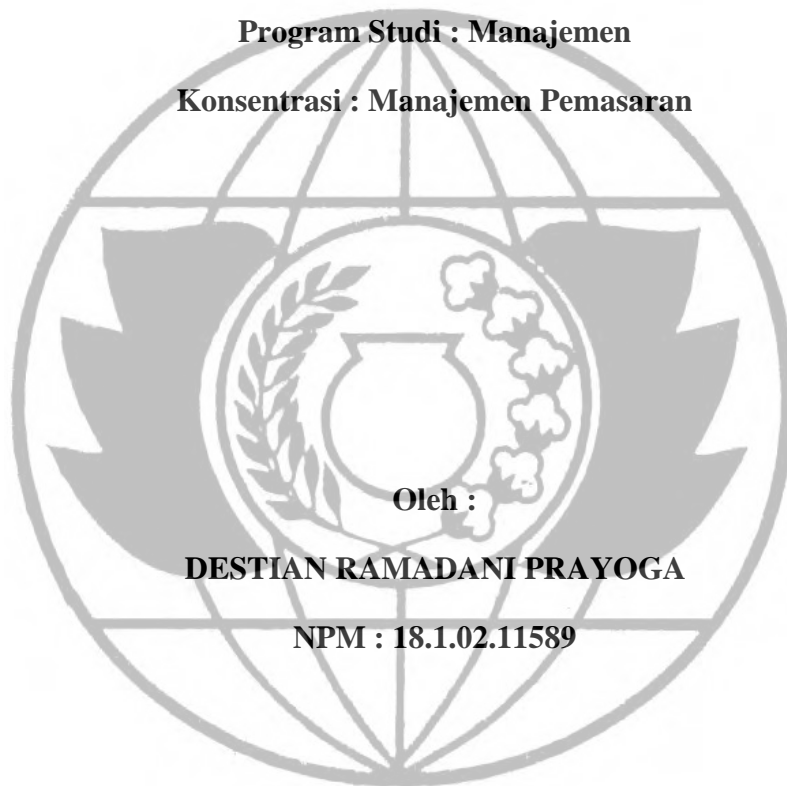 Program Studi : Manajemen
Konsentrasi : Manajemen Pemasaran
Oleh :
DESTIAN RAMADANI PRAYOGA
NPM : 18.1.02.11589